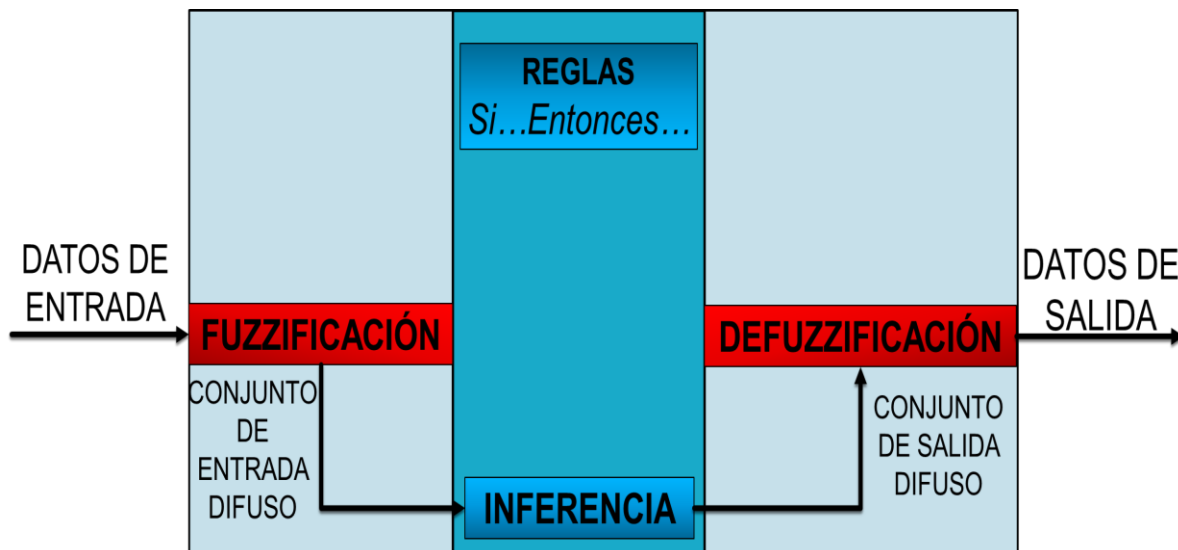 REGLAS
Si…Entonces…
DATOS DE
ENTRADA
FUZZIFICACIÓN
CONJUNTO
DE
ENTRADA
DIFUSO
INFERENCIA
DEFUZZIFICACIÓN
CONJUNTO
DE SALIDA
DIFUSO
DATOS DE
SALIDA